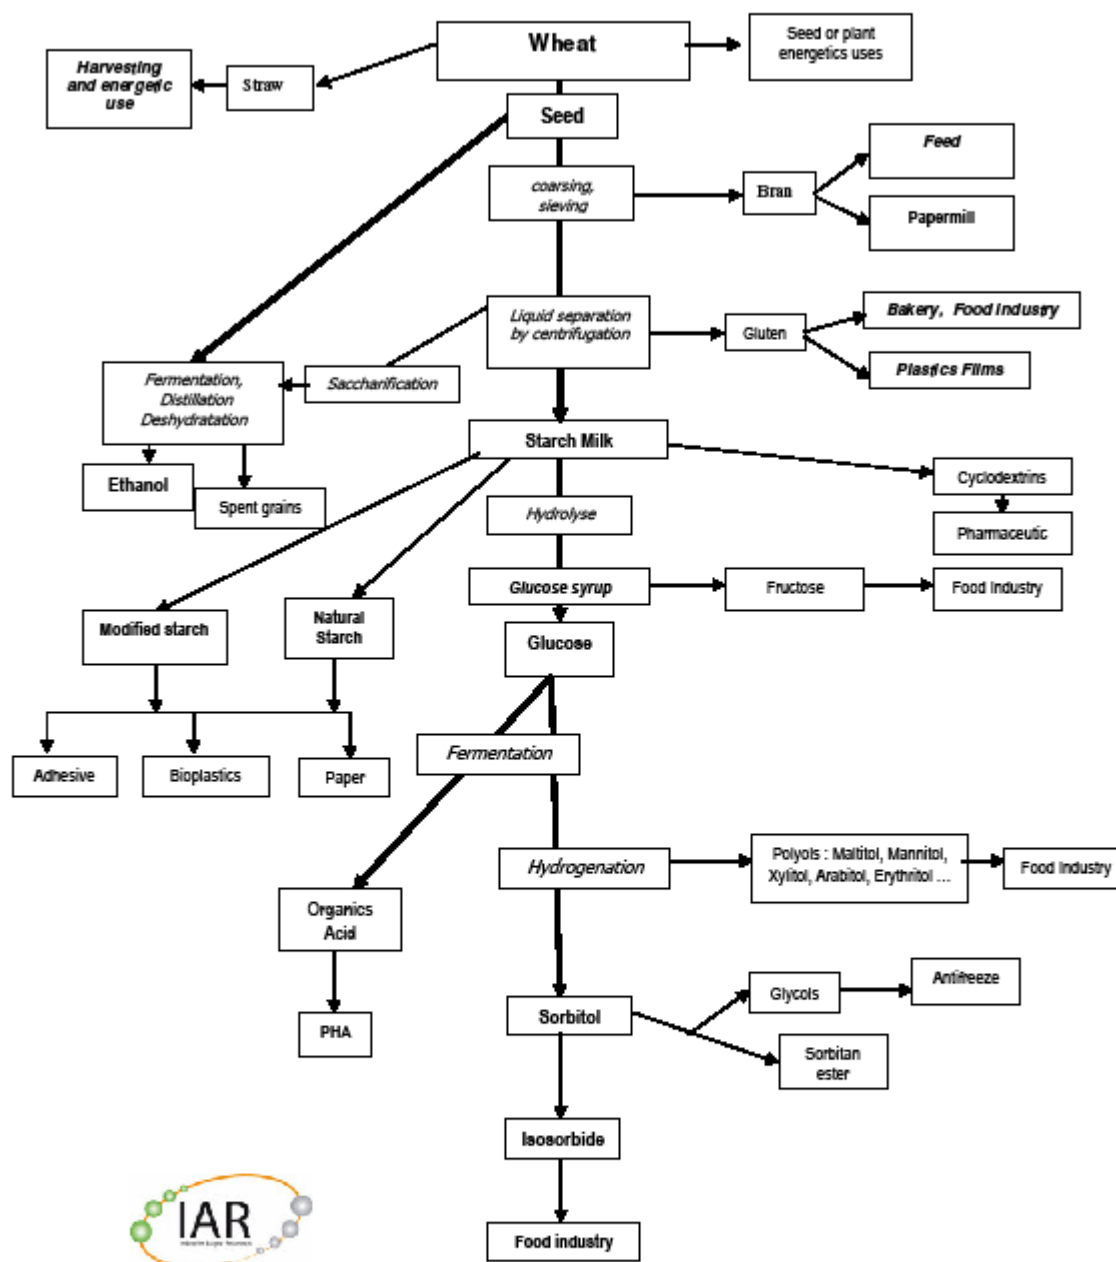 Wheat
Seed or plant
energetics uses
Harvesting
and energetic
use
Straw
Seed
Feed
coarsing,
sieving
Bran
Papermill
Liquid separation
by centrifugation
Gluten
Bakery, Food Industry
Plastics Films
Fermentation,
Distillation
Deshydratation
Saccharification
Starch Milk
Ethanol
Spent grains
Cyclodextrins
Hydrolyse
Pharmaceutic
Glucose syrup
Fructose
Food Industry
Modified starch
Natural
Starch
Glucose
Fermentation
Adhesive
Bioplastics
Paper
Hydrogenation
Polyols : Maltitol, Mannitol,
Xylitol, Arabitol, Erythritol ...
Food Industry
Organics
Acid
Glycols
Antifreeze
Sorbitol
PHA
Sorbitan
ester
Isosorbide
IAR
Food industry